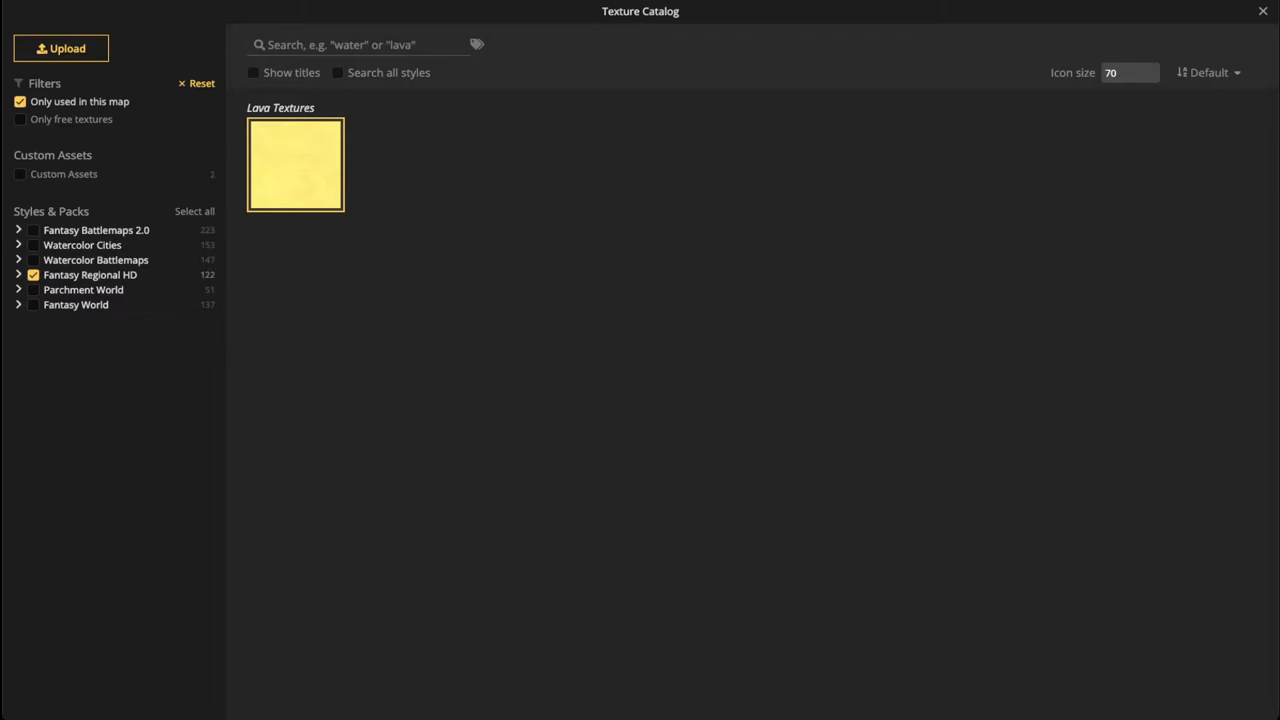 Texture Catalog
Upload
Search, e.g. "water" or "lava"
Show titles
Search all styles
Icon size 70
Default
Filters
Reset
Only used in this map
Only free textures
Custom Assets
Custom Assets 2
Styles & Packs Select all
Fantasy Battlemaps 2.0 223
Watercolor Cities 153
Watercolor Battlemaps 147
Fantasy Regional HD 122
Parchment World 51
Fantasy World 137
Lava Textures